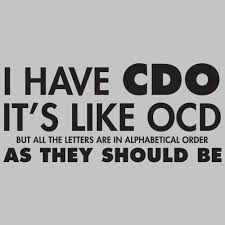 I HAVE CDO
IT'S LIKE OCD
BUT ALL THE LETTERS ARE IN ALPHABETICAL ORDER
AS THEY SHOULD BE